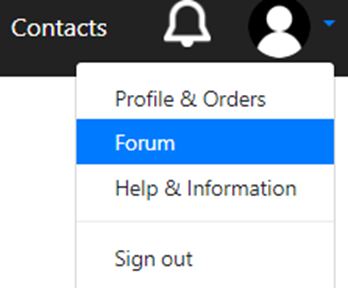 Contacts
Profile & Orders
Forum
Help & Information
Sign out